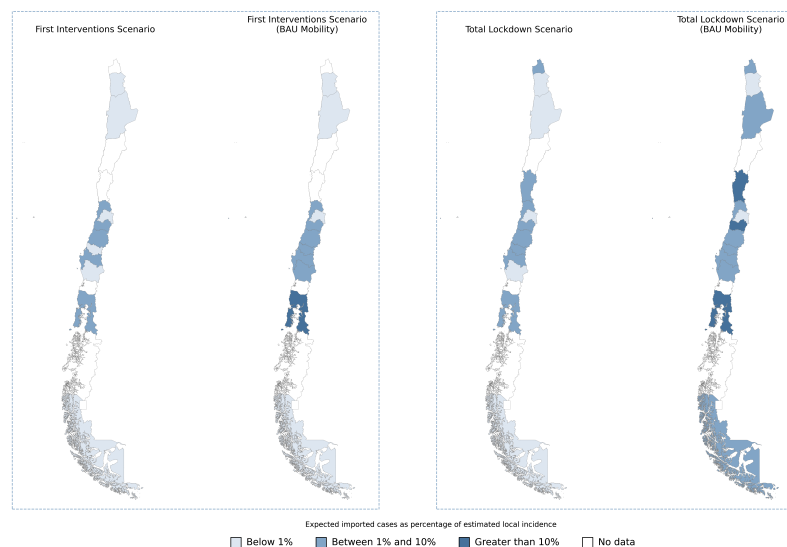 First Interventions Scenario
First Interventions Scenario
(BAU Mobility)
Total Lockdown Scenario
Total Lockdown Scenario
(BAU Mobility)
Expected imported cases as percentage of estimated local incidence
Below 1%
Between 1% and 10%
Greater than 10%
No data